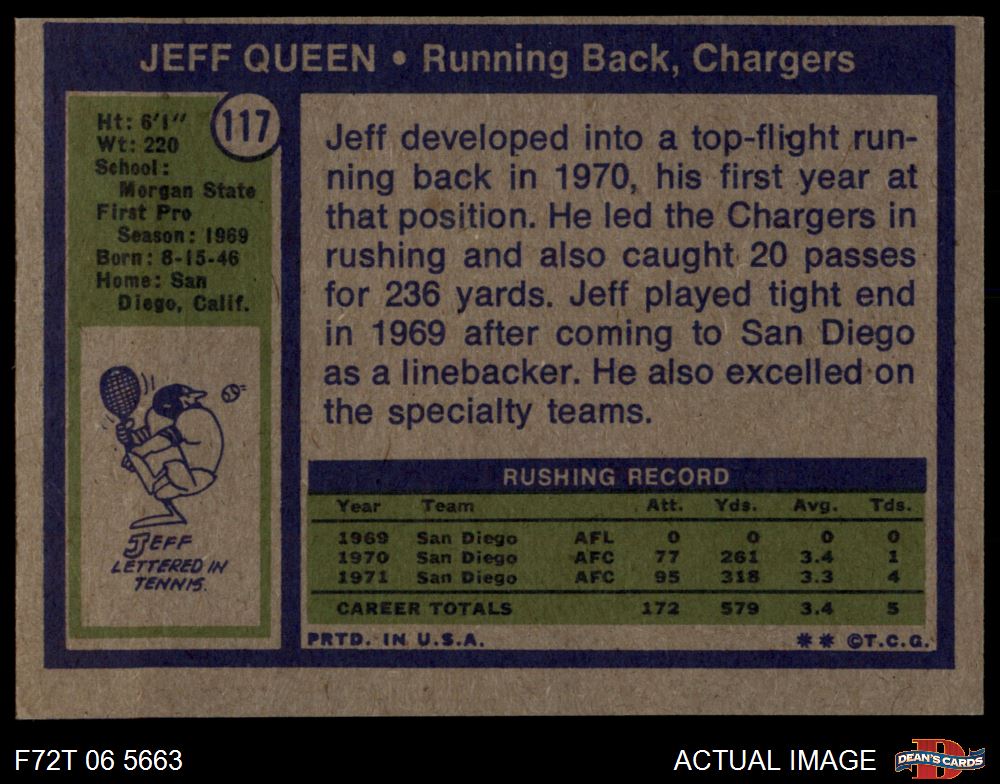 JEFF QUEEN • Running Back, Chargers
117
Ht: 6'1"
Wt: 220
School:
Morgan State
First Pro
Season: 1969
Born: 8-15-46
Home: San
Diego, Calif.
JEFF
LETTERED IN
TENNIS.
Jeff developed into a top-flight run-
ning back in 1970, his first year at
that position. He led the Chargers in
rushing and also caught 20 passes
for 236 yards. Jeff played tight end
in 1969 after coming to San Diego
as a linebacker. He also excelled on
the specialty teams.
RUSHING RECORD
Year Team Att. Yds. Avg. Tds.
1969 San Diego AFL 0 0 0 0
1970 San Diego AFC 77 261 3.4 1
1971 San Diego AFC 95 318 3.3 4
CAREER TOTALS 172 579 3.4 5
PRTD. IN U.S.A. ** ©T.C.G.
F72T 06 5663 ACTUAL IMAGE
D
DEAN'S CARDS